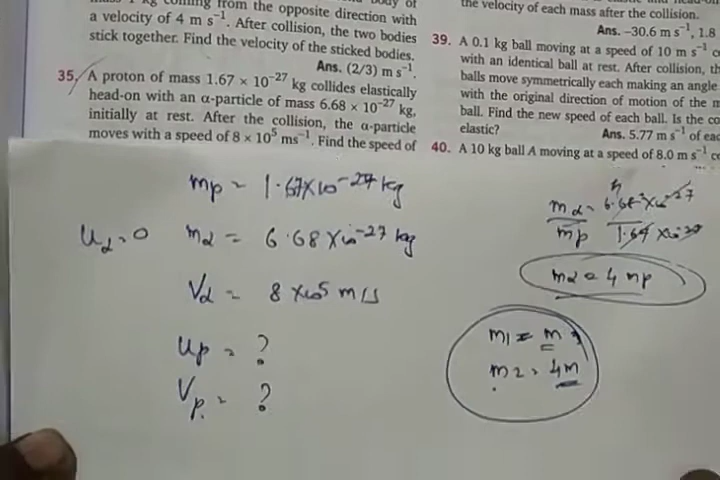 kg coming from the opposite direction with
a velocity of 4 m s⁻¹. After collision, the two bodies
stick together. Find the velocity of the sticked bodies.
Ans. (2/3) m s⁻¹.
35. A proton of mass 1.67 × 10⁻²⁷ kg collides elastically
head-on with an α-particle of mass 6.68 × 10⁻²⁷ kg,
initially at rest. After the collision, the α-particle
moves with a speed of 8 × 10⁵ ms⁻¹. Find the speed of
the velocity of each mass after the collision.
Ans. –30.6 m s⁻¹, 1.8
39. A 0.1 kg ball moving at a speed of 10 m s⁻¹
with an identical ball at rest. After collision,
balls move symmetrically each making an angle
with the original direction of motion of the
ball. Find the new speed of each ball. Is the
elastic? Ans. 5.77 m s⁻¹ of
40. A 10 kg ball A moving at a speed of 8.0 m s⁻¹
mp = 1.67×10⁻²⁷ kg
uα = 0 mα = 6.68 ×10⁻²⁷ kg
Vα = 8 ×10⁵ m/s
up = ?
Vp = ?
4
mα = 6.68 ×10⁻²⁷
mp 1.67 ×10⁻²⁷
mα = 4 mp
m1 = m
m2 = 4m